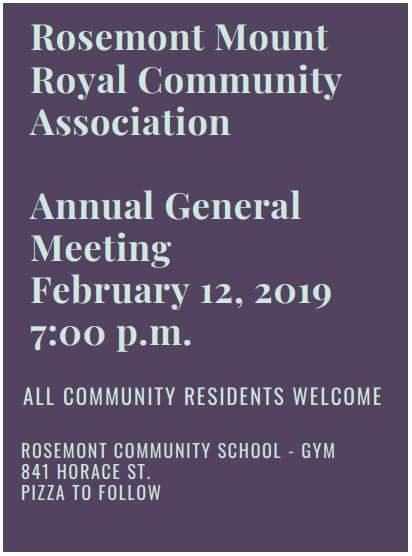 Rosemont Mount
Royal Community
Association
Annual General
Meeting
February 12, 2019
7:00 p.m.
ALL COMMUNITY RESIDENTS WELCOME
ROSEMONT COMMUNITY SCHOOL - GYM
841 HORACE ST.
PIZZA TO FOLLOW